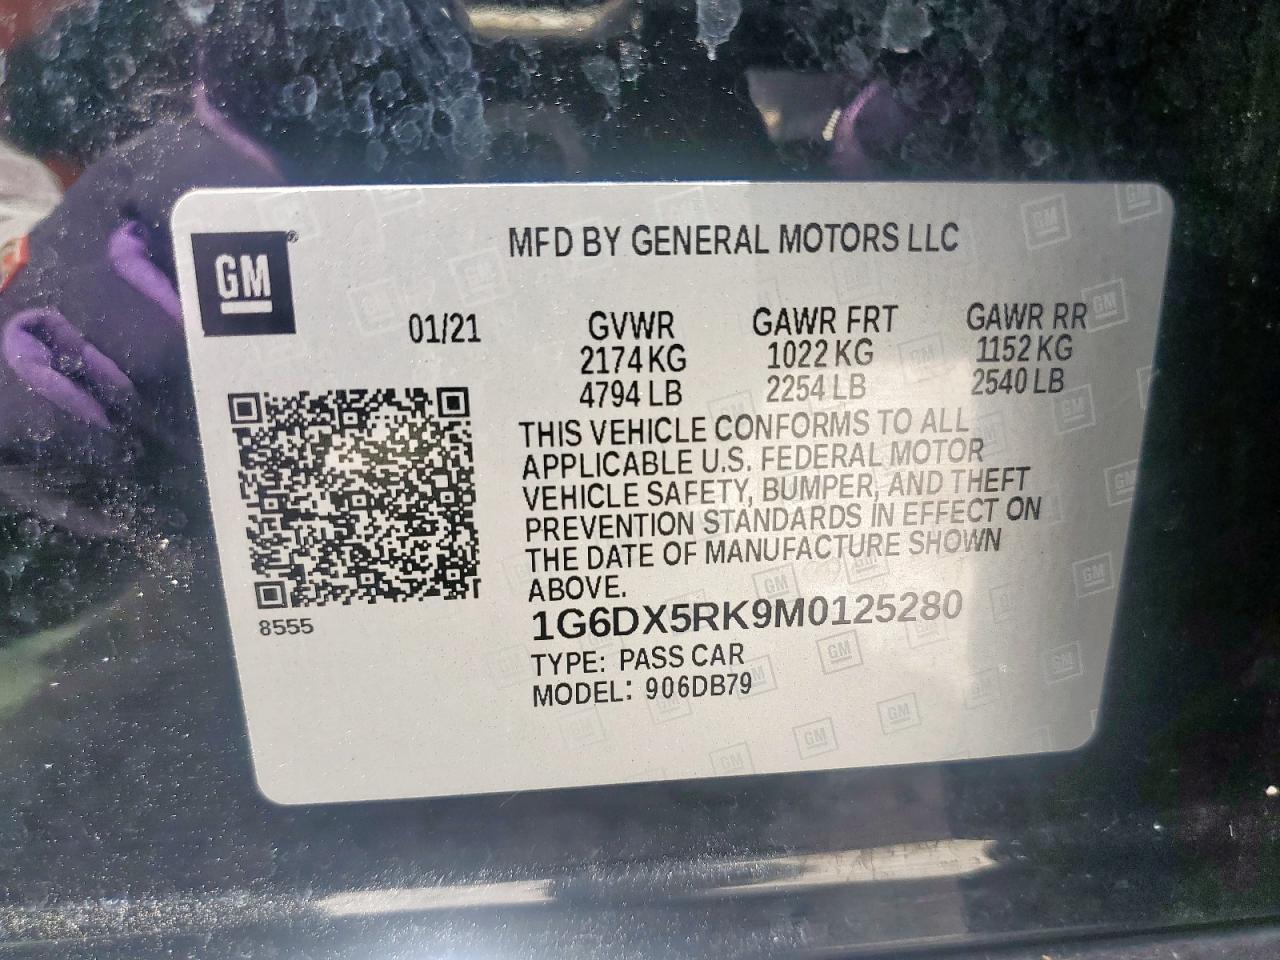 GM®
MFD BY GENERAL MOTORS LLC
01/21
GVWR GAWR FRT GAWR RR
2174 KG 1022 KG 1152 KG
4794 LB 2254 LB 2540 LB
THIS VEHICLE CONFORMS TO ALL
APPLICABLE U.S. FEDERAL MOTOR
VEHICLE SAFETY, BUMPER, AND THEFT
PREVENTION STANDARDS IN EFFECT ON
THE DATE OF MANUFACTURE SHOWN
ABOVE.
8555
1G6DX5RK9M0125280
TYPE: PASS CAR
MODEL: 906DB79